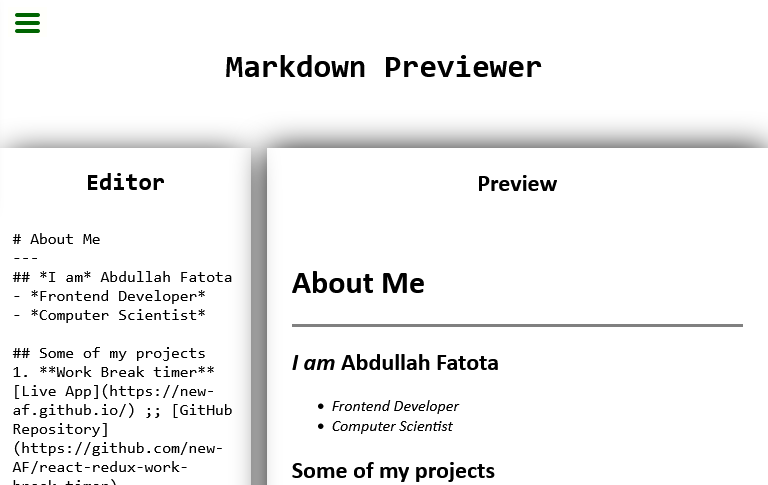 Markdown Previewer
Editor
# About Me
---
## *I am* Abdullah Fatota
- *Frontend Developer*
- *Computer Scientist*
## Some of my projects
1. **Work Break timer**
[Live App](https://new-
af.github.io/) ;; [GitHub
Repository]
(https://github.com/new-
AF/react-redux-work-
break-timer)
Preview
About Me
I am Abdullah Fatota
• Frontend Developer
• Computer Scientist
Some of my projects